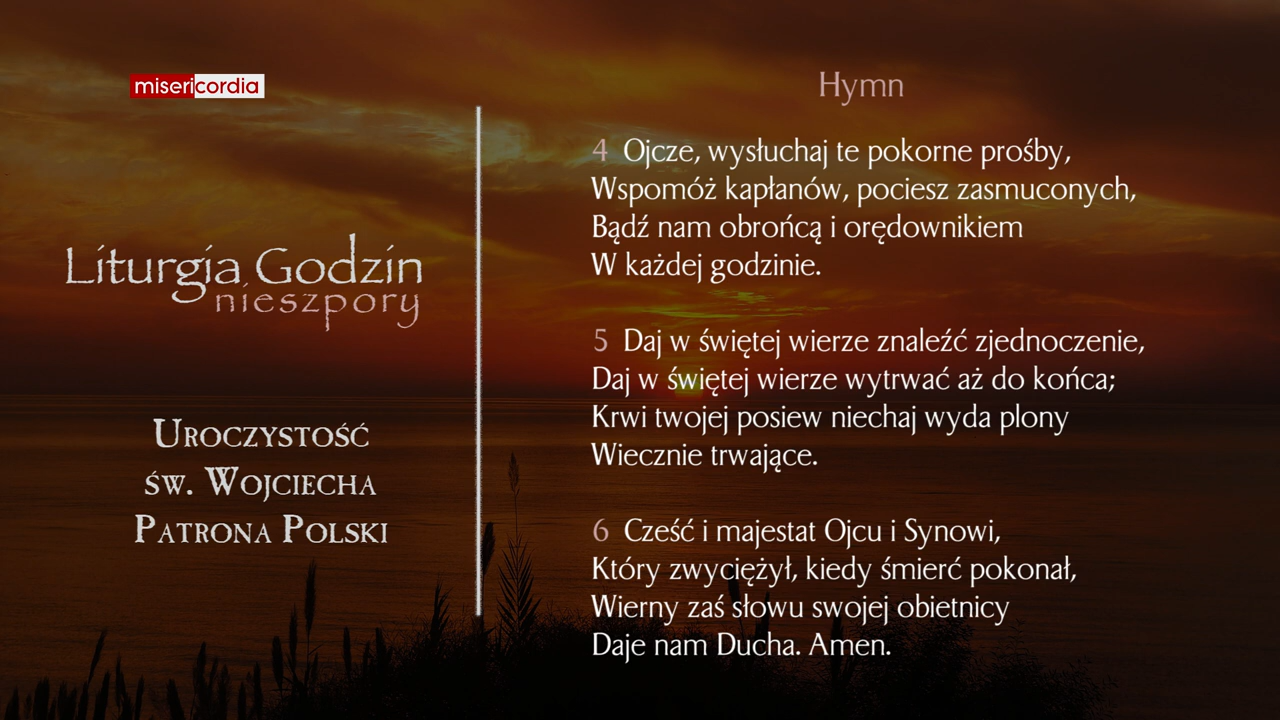 misericordia
Liturgia Godzin
nieszpory
Uroczystość
św. Wojciecha
Patrona Polski
Hymn
4 Ojcze, wysłuchaj te pokorne prośby,
Wspomóż kapłanów, pociesz zasmuconych,
Bądź nam obrońcą i orędownikiem
W każdej godzinie.
5 Daj w świętej wierze znaleźć zjednoczenie,
Daj w świętej wierze wytrwać aż do końca;
Krwi twojej posiew niechaj wyda plony
Wiecznie trwające.
6 Cześć i majestat Ojcu i Synowi,
Który zwyciężył, kiedy śmierć pokonał,
Wierny zaś słowu swojej obietnicy
Daje nam Ducha. Amen.